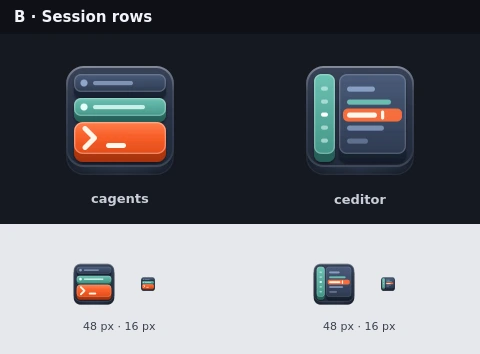 B · Session rows
cagents
ceditor
48 px · 16 px
48 px · 16 px